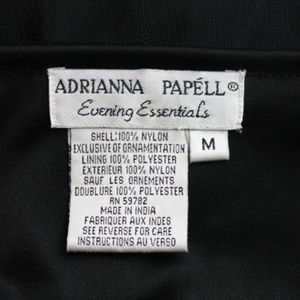 ADRIANNA PAPÉLL®
Evening Essentials
M
SHELL: 100% NYLON
EXCLUSIVE OF ORNAMENTATION
LINING 100% POLYESTER
EXTERIEUR 100% NYLON
SAUF LES ORNEMENTS
DOUBLURE 100% POLYESTER
RN 59782
MADE IN INDIA
FABRIQUER AUX INDES
SEE REVERSE FOR CARE
INSTRUCTIONS AU VERSO